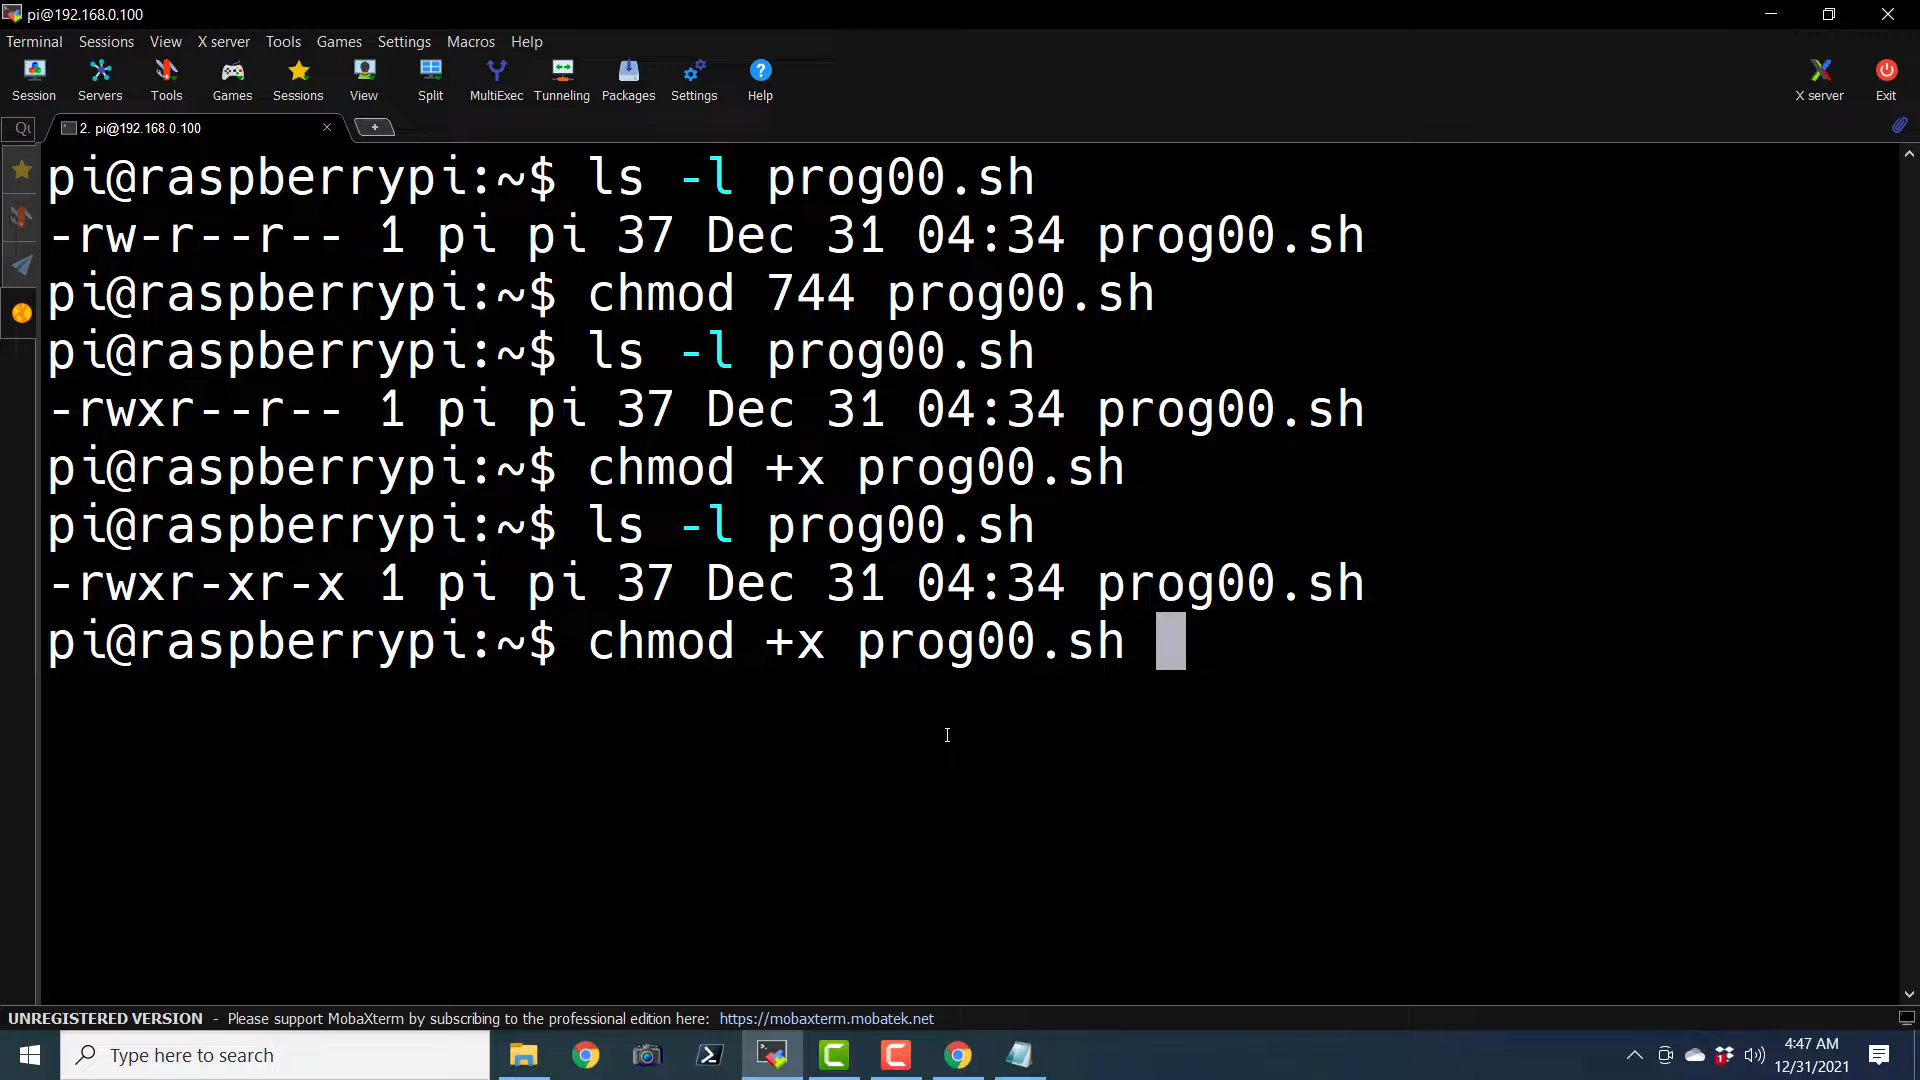 pi@192.168.0.100
Terminal Sessions View X server Tools Games Settings Macros Help
Session Servers Tools Games Sessions View Split MultiExec Tunneling Packages Settings Help X server Exit
Qu 2. pi@192.168.0.100
pi@raspberrypi:~$ ls -l prog00.sh
-rw-r--r-- 1 pi pi 37 Dec 31 04:34 prog00.sh
pi@raspberrypi:~$ chmod 744 prog00.sh
pi@raspberrypi:~$ ls -l prog00.sh
-rwxr--r-- 1 pi pi 37 Dec 31 04:34 prog00.sh
pi@raspberrypi:~$ chmod +x prog00.sh
pi@raspberrypi:~$ ls -l prog00.sh
-rwxr-xr-x 1 pi pi 37 Dec 31 04:34 prog00.sh
pi@raspberrypi:~$ chmod +x prog00.sh
UNREGISTERED VERSION - Please support MobaXterm by subscribing to the professional edition here: https://mobaxterm.mobatek.net
Type here to search
4:47 AM
12/31/2021